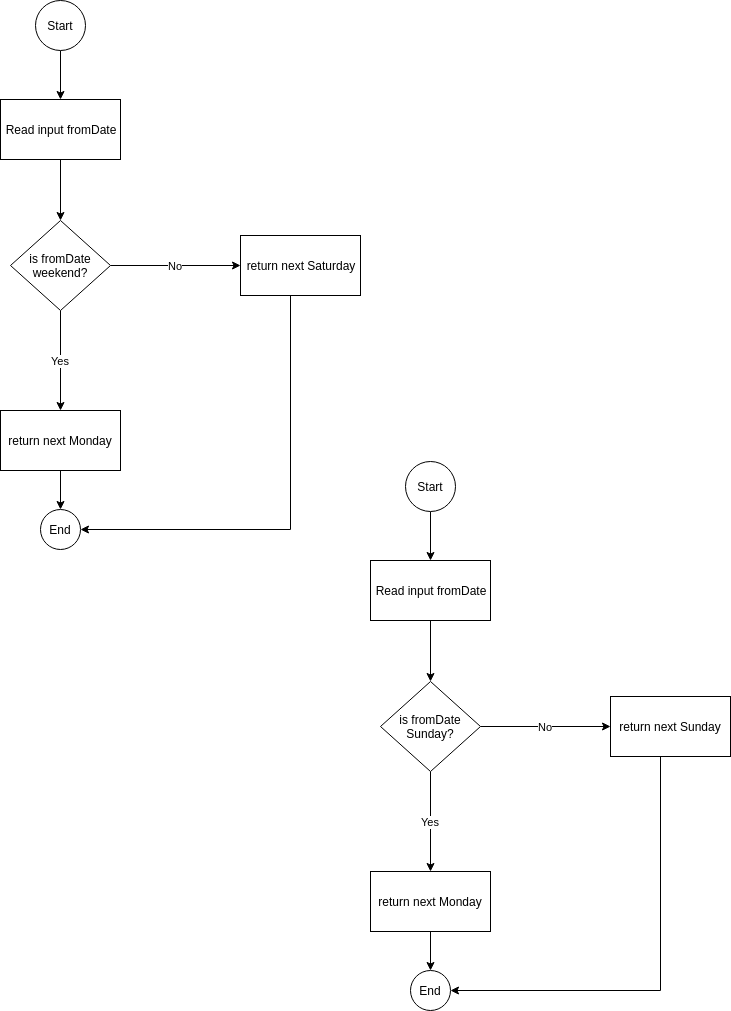 Start
Read input fromDate
is fromDate
weekend?
No
return next Saturday
Yes
return next Monday
End
Start
Read input fromDate
is fromDate
Sunday?
No
return next Sunday
Yes
return next Monday
End